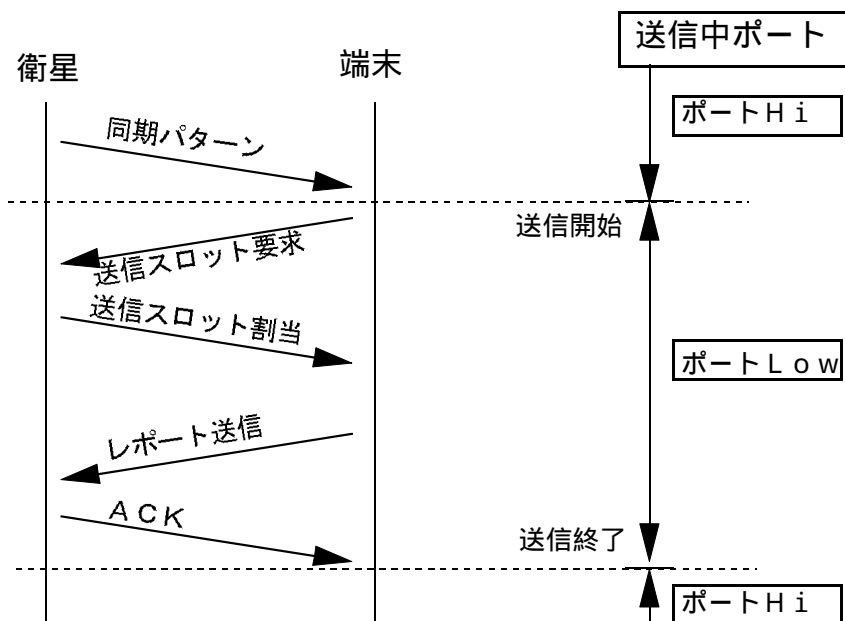 送信中ポート
衛星
端末
ポートHi
同期パターン
送信開始
送信スロット要求
送信スロット割当
ポートLow
レポート送信
ACK
送信終了
ポートHi